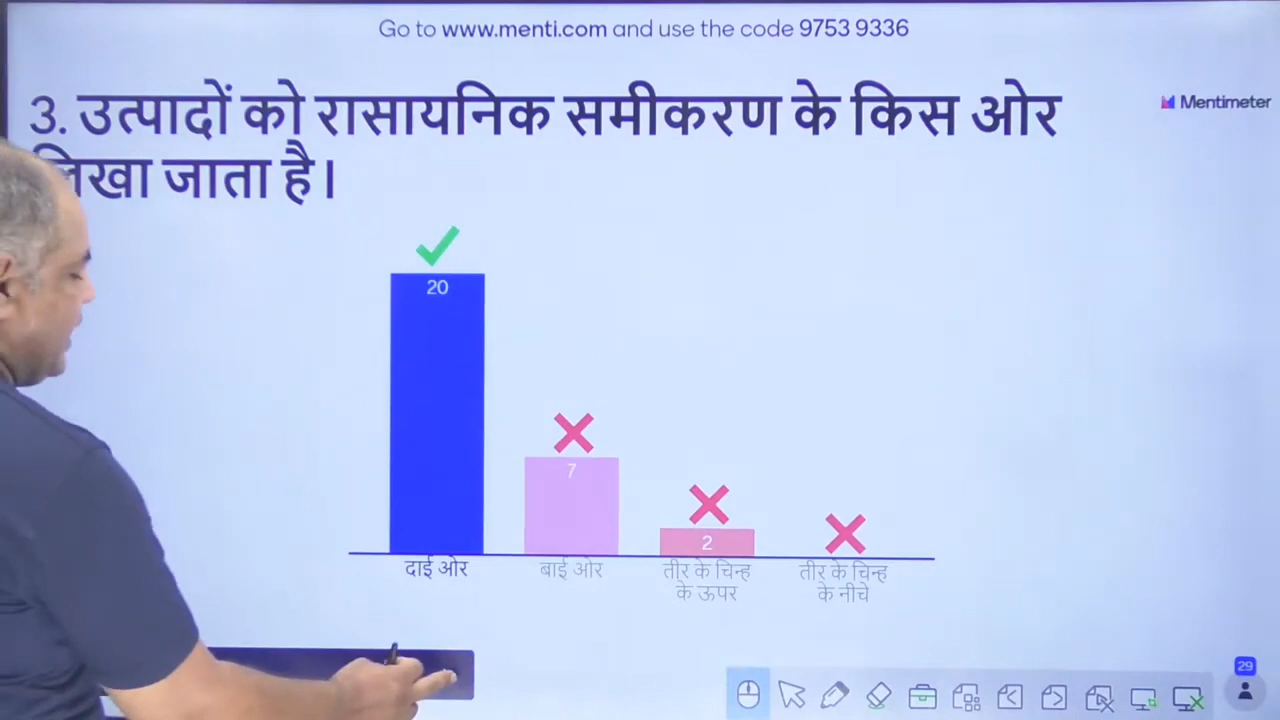 Go to www.menti.com and use the code 9753 9336
Mentimeter
3. उत्पादों को रासायनिक समीकरण के किस ओर
लिखा जाता है।
20
7
2
दाई ओर
बाई ओर
तीर के चिन्ह
के ऊपर
तीर के चिन्ह
के नीचे
29